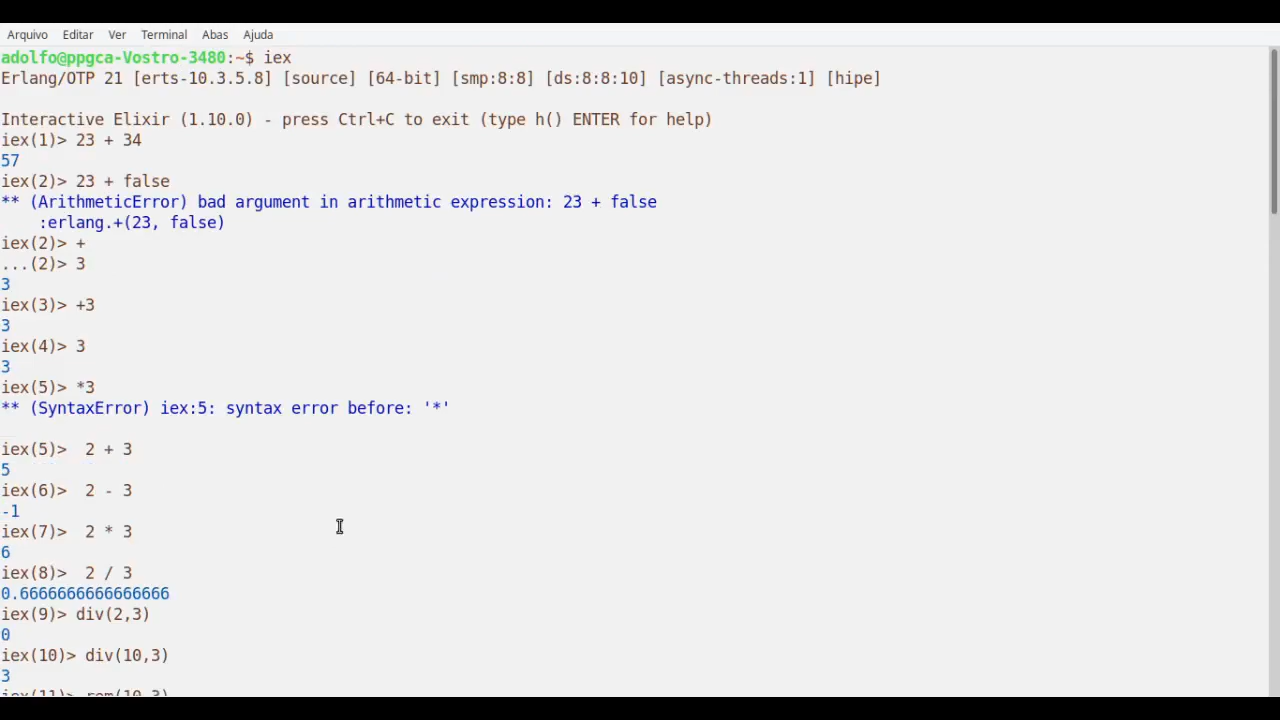 Arquivo Editar Ver Terminal Abas Ajuda
adolfo@ppgca-Vostro-3480:~$ iex
Erlang/OTP 21 [erts-10.3.5.8] [source] [64-bit] [smp:8:8] [ds:8:8:10] [async-threads:1] [hipe]
Interactive Elixir (1.10.0) - press Ctrl+C to exit (type h() ENTER for help)
iex(1)> 23 + 34
57
iex(2)> 23 + false
** (ArithmeticError) bad argument in arithmetic expression: 23 + false
    :erlang.+(23, false)
iex(2)> +
...(2)> 3
3
iex(3)> +3
3
iex(4)> 3
3
iex(5)> *3
** (SyntaxError) iex:5: syntax error before: '*'
iex(5)>  2 + 3
5
iex(6)>  2 - 3
-1
iex(7)>  2 * 3
6
iex(8)>  2 / 3
0.6666666666666666
iex(9)> div(2,3)
0
iex(10)> div(10,3)
3
iex(11)> rem(10,3)